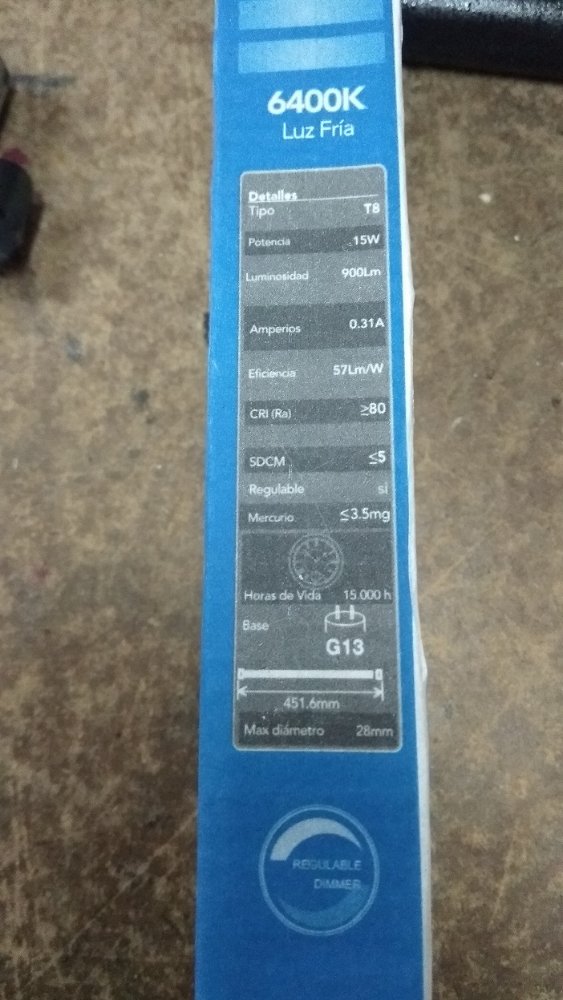 6400K
Luz Fría
Detalles
Tipo T8
Potencia 15W
Luminosidad 900Lm
Amperios 0.31A
Eficiencia 57Lm/W
CRI (Ra) ≥80
SDCM ≤5
Regulable si
Mercurio ≤3.5mg
Horas de Vida 15.000 h
Base
G13
451.6mm
Max diámetro 28mm
REGULABLE
DIMMER